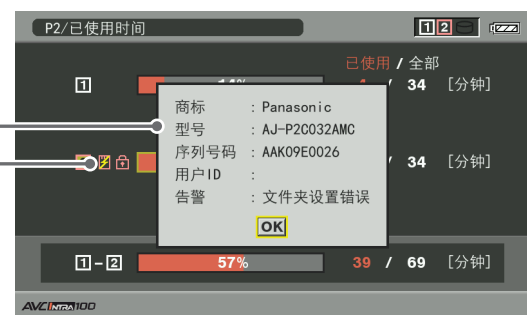 P2/已使用时间 1 2
已使用 / 全部
1 / 34 [分钟]
商标 : Panasonic
型号 : AJ-P2C032AMC
序列号码 : AAK09E0026
/ 34 [分钟]
用户ID :
告警 : 文件夹设置错误
OK
1-2 57% 39 / 69 [分钟]
AVC INTRA 100